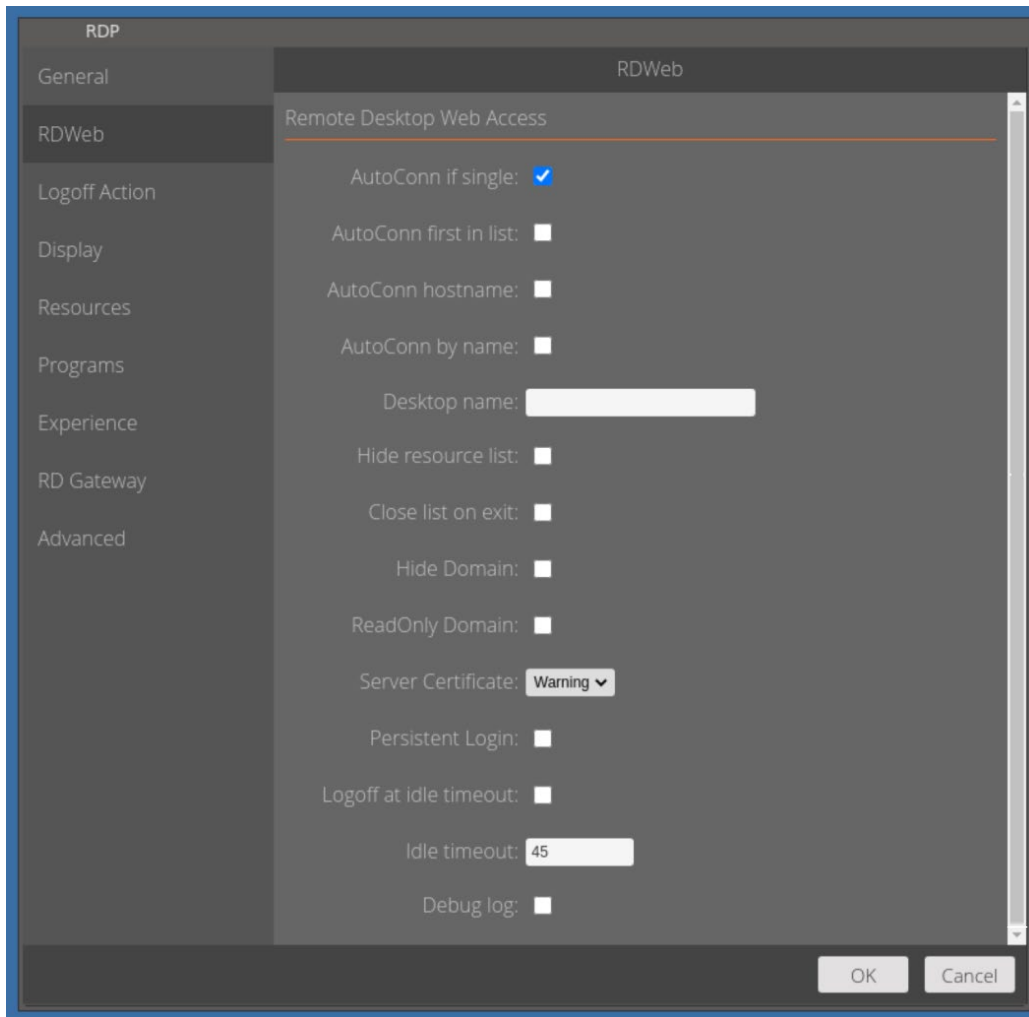 RDP
General
RDWeb
Logoff Action
Display
Resources
Programs
Experience
RD Gateway
Advanced
RDWeb
Remote Desktop Web Access
AutoConn if single:
AutoConn first in list:
AutoConn hostname:
AutoConn by name:
Desktop name:
Hide resource list:
Close list on exit:
Hide Domain:
ReadOnly Domain:
Server Certificate: Warning
Persistent Login:
Logoff at idle timeout:
Idle timeout: 45
Debug log:
OK Cancel